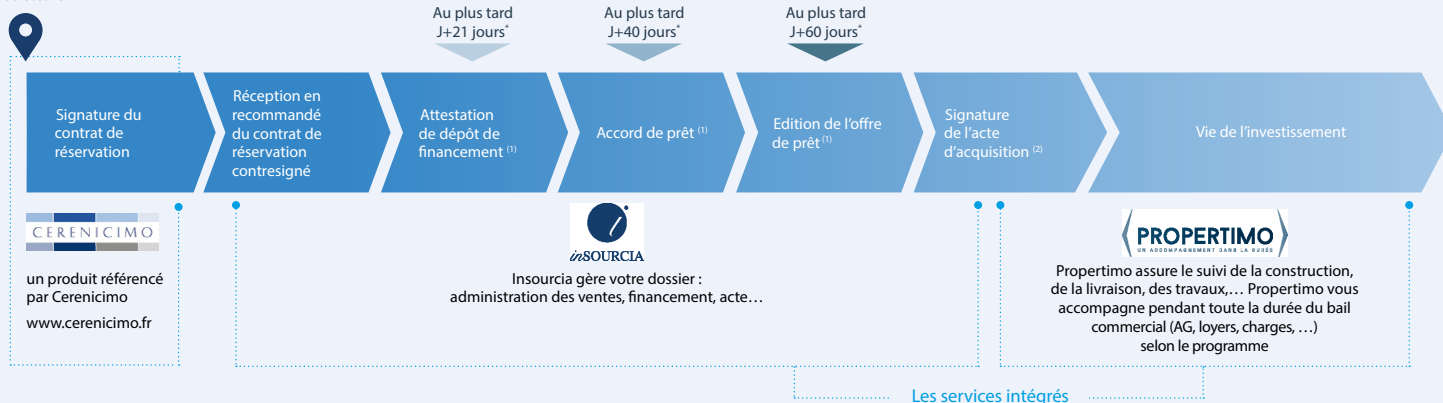 Au plus tard
J+21 jours*
Au plus tard
J+40 jours*
Au plus tard
J+60 jours*
Signature du
contrat de
réservation
Réception en
recommandé
du contrat de
réservation
contresigné
Attestation
de dépôt de
financement (1)
Accord de prêt (1)
Edition de l'offre
de prêt (1)
Signature
de l'acte
d'acquisition (2)
Vie de l'investissement
CERENICIMO
un produit référencé
par Cerenicimo
www.cerenicimo.fr
inSOURCIA
Insourcia gère votre dossier :
administration des ventes, financement, acte…
PROPERTIMO
UN ACCOMPAGNEMENT DANS LA DURÉE
Propertimo assure le suivi de la construction,
de la livraison, des travaux,… Propertimo vous
accompagne pendant toute la durée du bail
commercial (AG, loyers, charges, …)
selon le programme
Les services intégrés